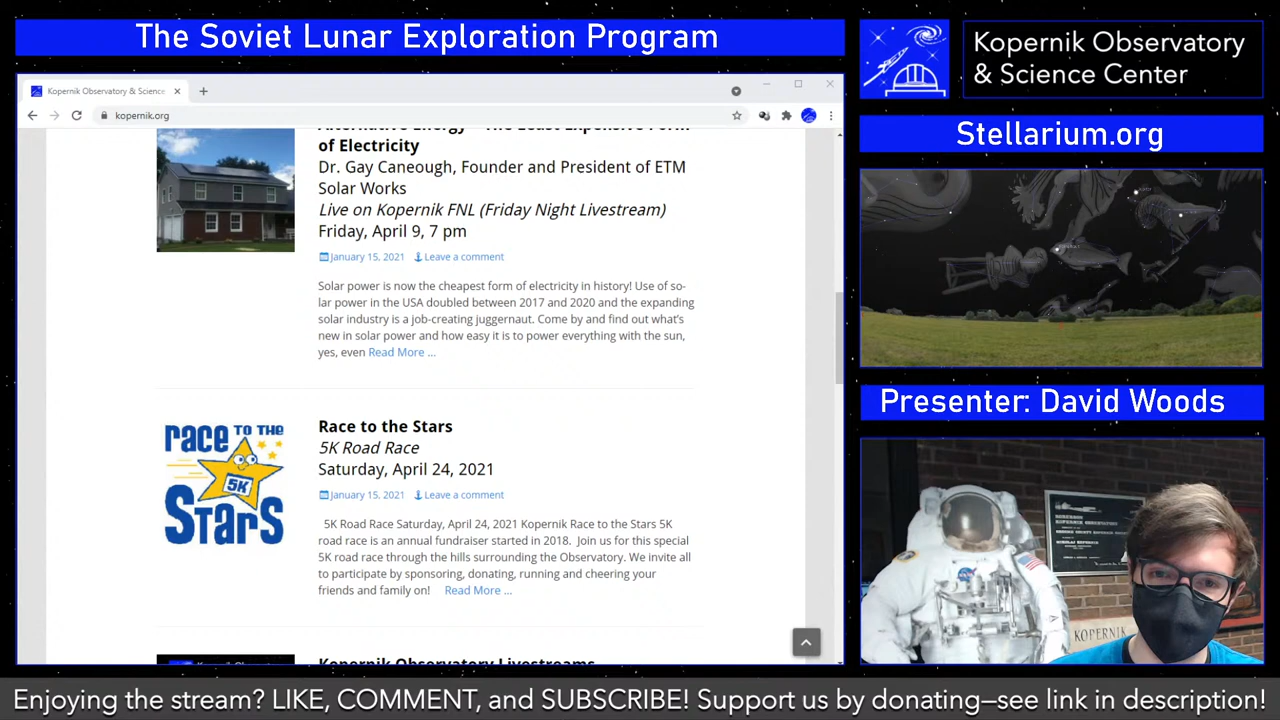 The Soviet Lunar Exploration Program
Kopernik Observatory
& Science Center
Kopernik Observatory & Science
kopernik.org
Stellarium.org
Alternative Energy – The Least Expensive Form
of Electricity
Dr. Gay Caneough, Founder and President of ETM
Solar Works
Live on Kopernik FNL (Friday Night Livestream)
Friday, April 9, 7 pm
January 15, 2021 Leave a comment
Solar power is now the cheapest form of electricity in history! Use of so-
lar power in the USA doubled between 2017 and 2020 and the expanding
solar industry is a job-creating juggernaut. Come by and find out what's
new in solar power and how easy it is to power everything with the sun,
yes, even Read More ...
RACE TO THE
STARS
5K
Race to the Stars
5K Road Race
Saturday, April 24, 2021
January 15, 2021 Leave a comment
5K Road Race Saturday, April 24, 2021 Kopernik Race to the Stars 5K
road race is an annual fundraiser started in 2018. Join us for this special
5K road race through the hills surrounding the Observatory. We invite all
to participate by sponsoring, donating, running and cheering your
friends and family on! Read More ...
Kopernik Observatory Livestreams
Presenter: David Woods
NASA
KOPERNIK
Enjoying the stream? LIKE, COMMENT, and SUBSCRIBE! Support us by donating—see link in description!